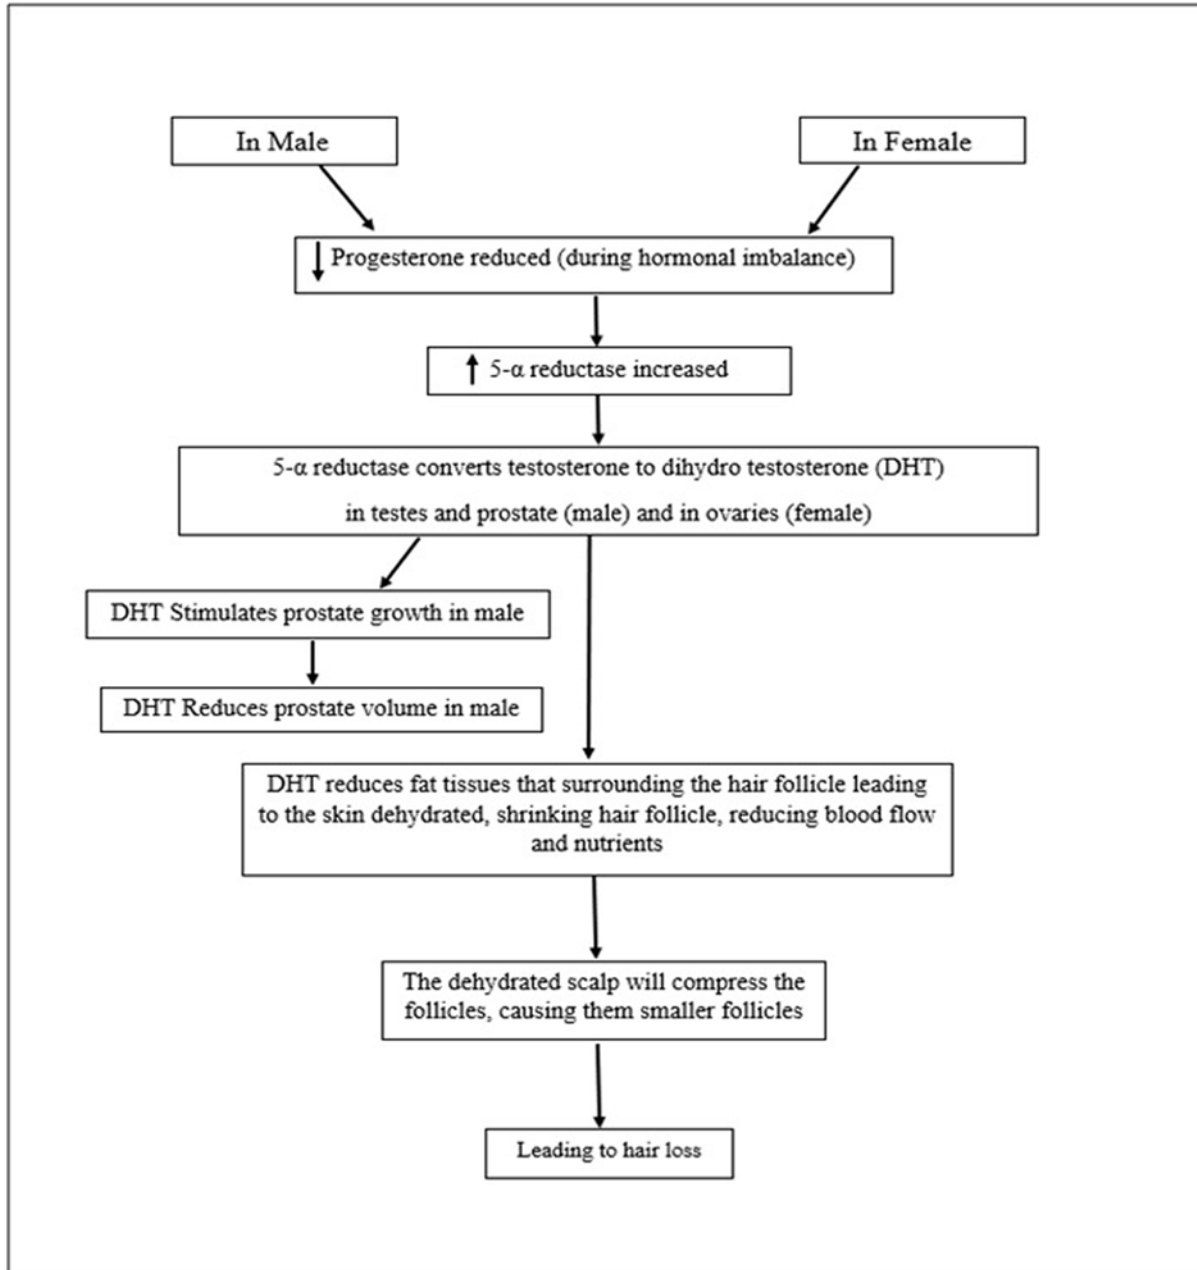 In Male
In Female
Progesterone reduced (during hormonal imbalance)
5-α reductase increased
5-α reductase converts testosterone to dihydro testosterone (DHT)
in testes and prostate (male) and in ovaries (female)
DHT Stimulates prostate growth in male
DHT Reduces prostate volume in male
DHT reduces fat tissues that surrounding the hair follicle leading
to the skin dehydrated, shrinking hair follicle, reducing blood flow
and nutrients
The dehydrated scalp will compress the
follicles, causing them smaller follicles
Leading to hair loss